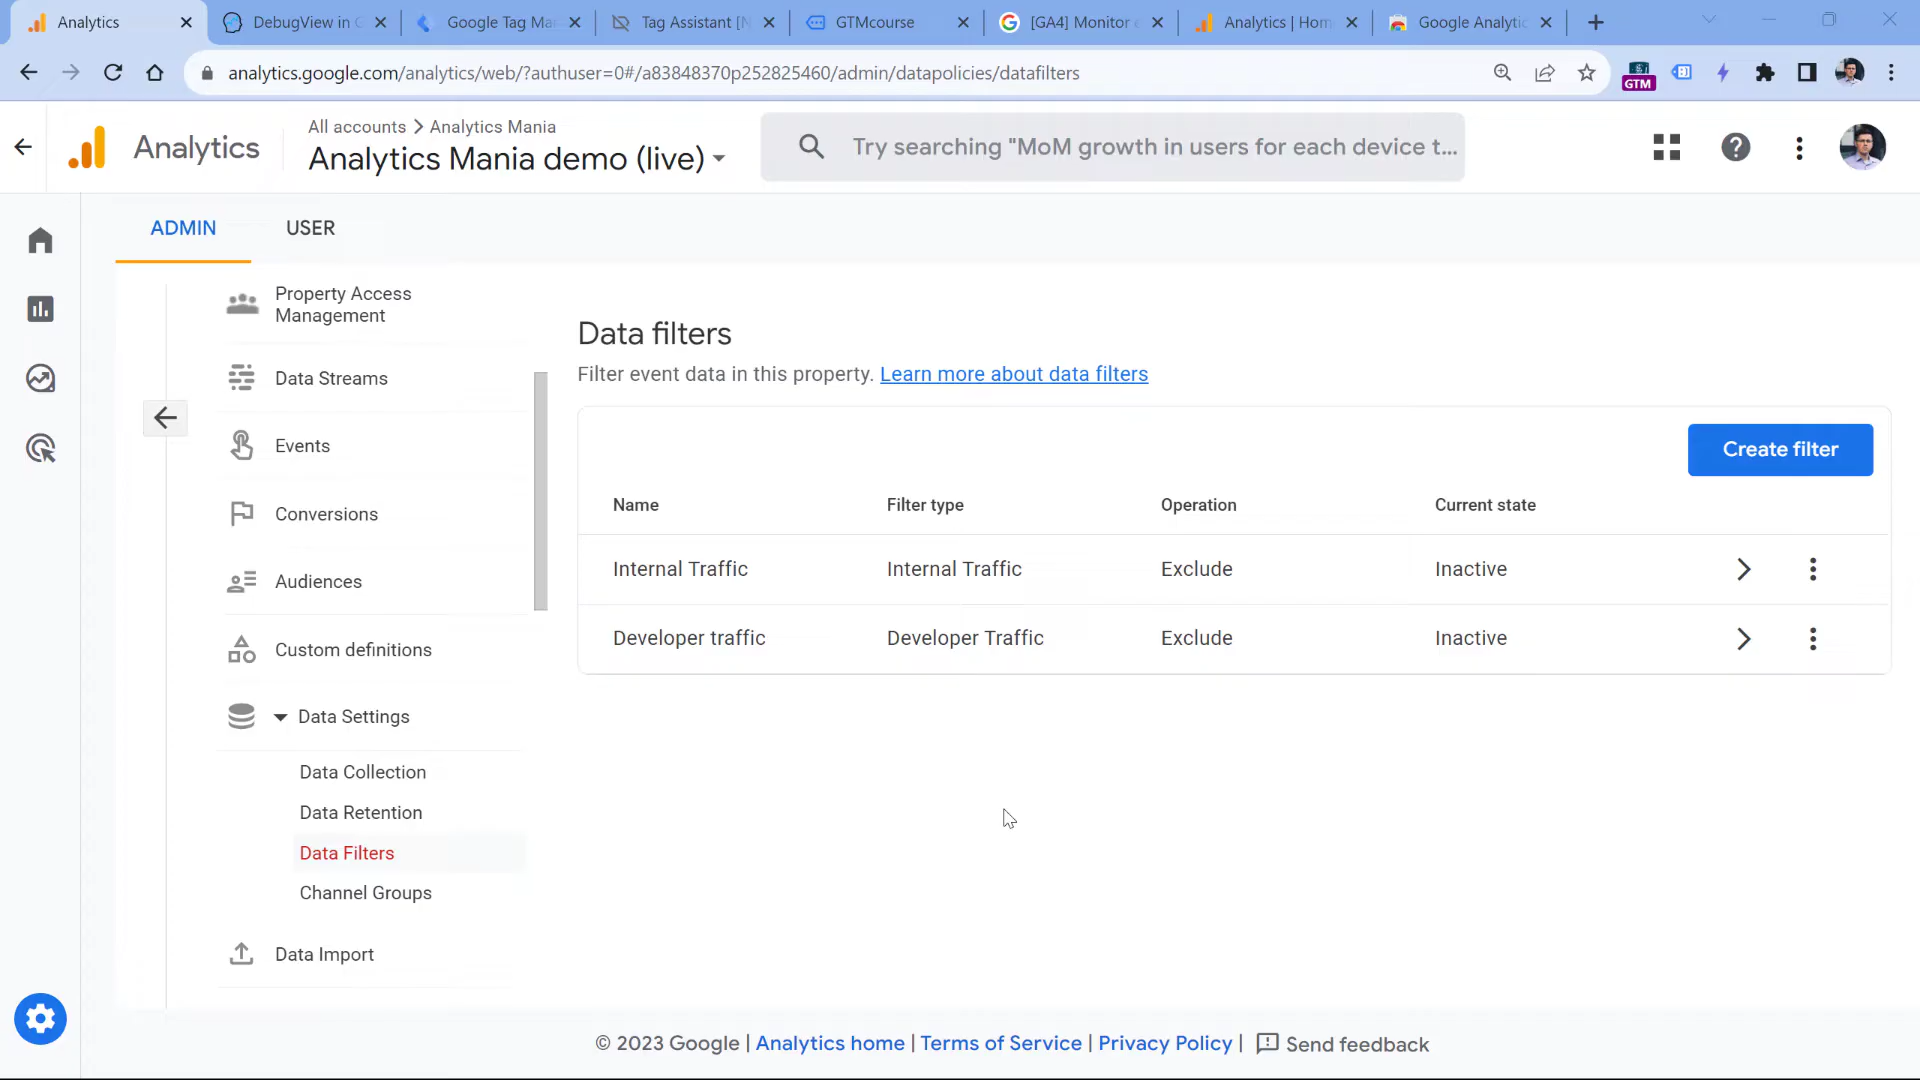 Analytics
DebugView in G
Google Tag Ma
Tag Assistant [N
GTMcourse
[GA4] Monitor
Analytics | Hom
Google Analytic
analytics.google.com/analytics/web/?authuser=0#/a83848370p252825460/admin/datapolicies/datafilters
GTM
Analytics
All accounts > Analytics Mania
Analytics Mania demo (live)
Try searching "MoM growth in users for each device t...
ADMIN
USER
Property Access
Management
Data Streams
Events
Conversions
Audiences
Custom definitions
Data Settings
Data Collection
Data Retention
Data Filters
Channel Groups
Data Import
Data filters
Filter event data in this property. Learn more about data filters
Create filter
Name Filter type Operation Current state
Internal Traffic Internal Traffic Exclude Inactive
Developer traffic Developer Traffic Exclude Inactive
© 2023 Google | Analytics home | Terms of Service | Privacy Policy | Send feedback